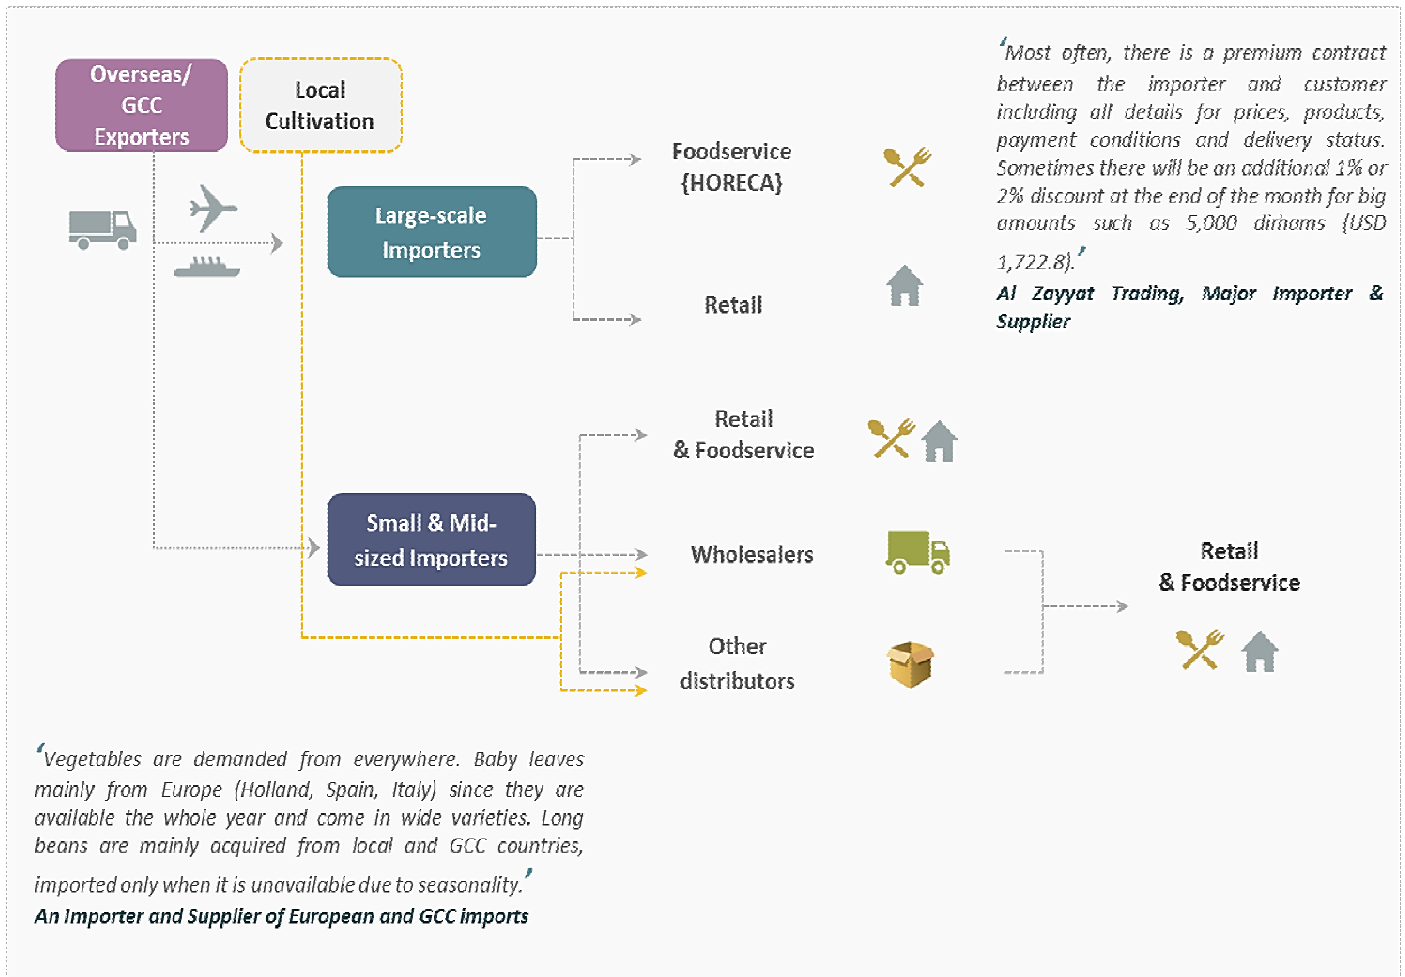 Overseas/
GCC
Exporters
Local
Cultivation
Large-scale
Importers
Foodservice
{HORECA}
Retail
‘Most often, there is a premium contract
between the importer and customer
including all details for prices, products,
payment conditions and delivery status.
Sometimes there will be an additional 1% or
2% discount at the end of the month for big
amounts such as 5,000 dirhams {USD
1,722.8}.’
Al Zayyat Trading, Major Importer &
Supplier
Retail
& Foodservice
Small & Mid-
sized Importers
Wholesalers
Other
distributors
Retail
& Foodservice
‘Vegetables are demanded from everywhere. Baby leaves
mainly from Europe (Holland, Spain, Italy) since they are
available the whole year and come in wide varieties. Long
beans are mainly acquired from local and GCC countries,
imported only when it is unavailable due to seasonality.’
An Importer and Supplier of European and GCC imports